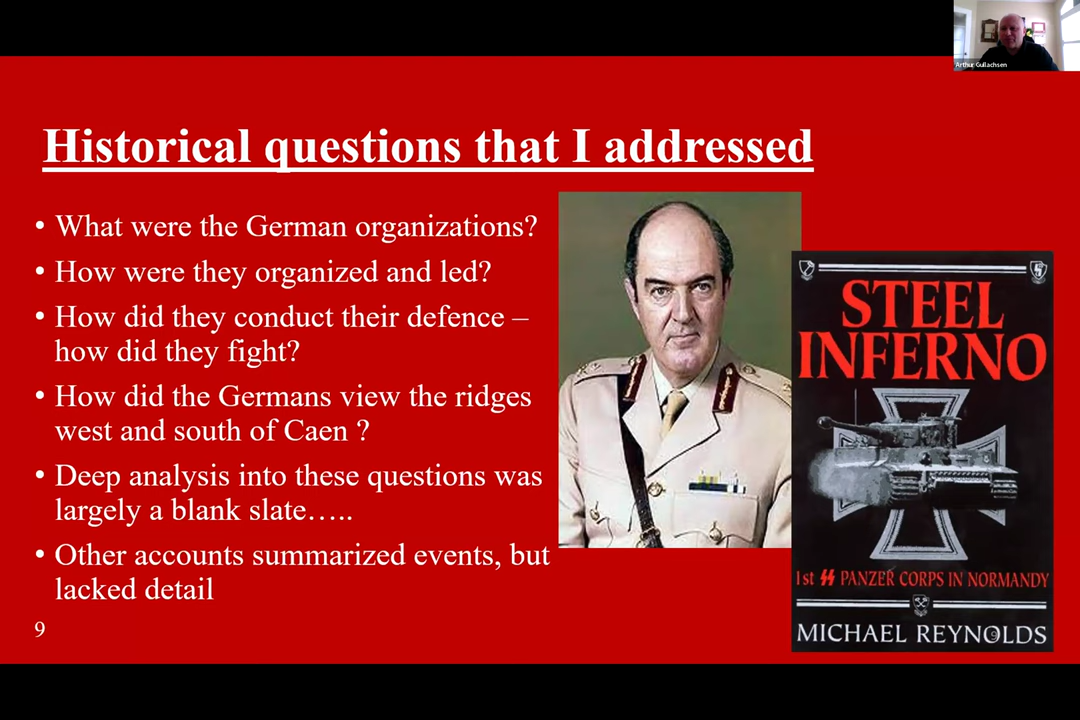 Arthur Gullachsen
Historical questions that I addressed
• What were the German organizations?
• How were they organized and led?
• How did they conduct their defence –
how did they fight?
• How did the Germans view the ridges
west and south of Caen ?
• Deep analysis into these questions was
largely a blank slate…..
• Other accounts summarized events, but
lacked detail
9
STEEL
INFERNO
1st SS PANZER CORPS IN NORMANDY
MICHAEL REYNOLDS
9